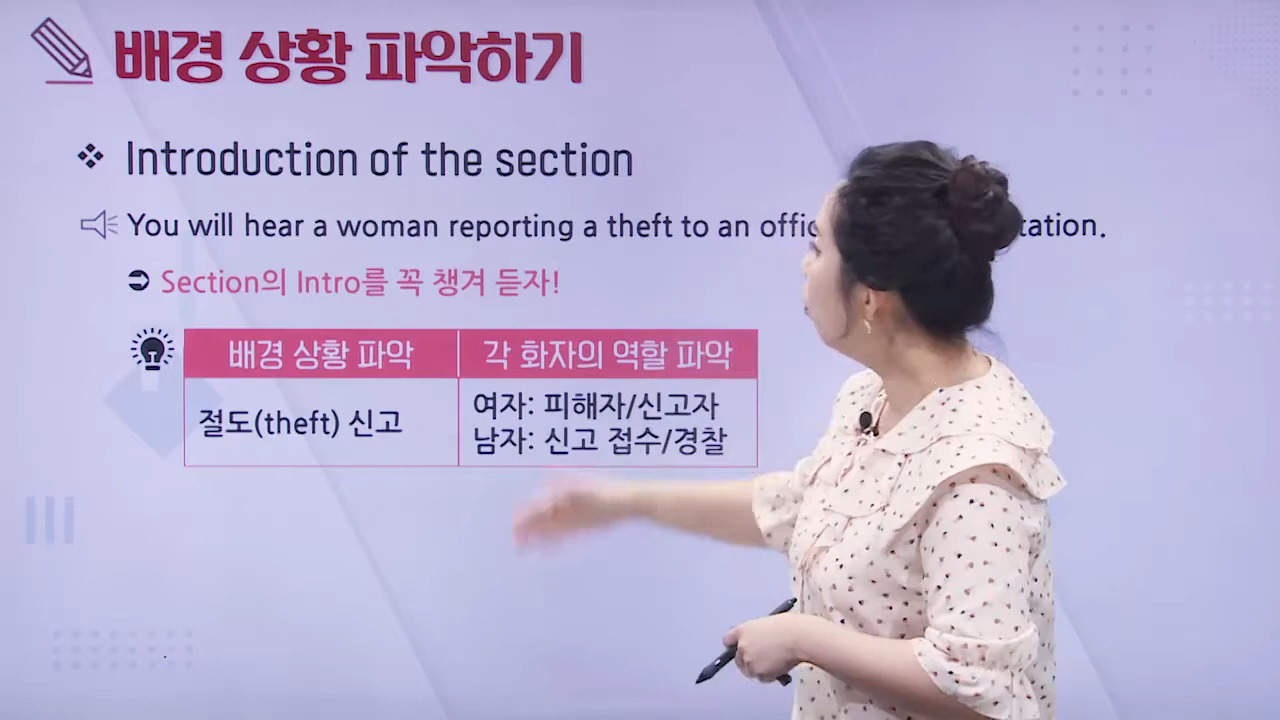 배경 상황 파악하기
Introduction of the section
You will hear a woman reporting a theft to an
Section의 Intro를 꼭 챙겨 듣자!
배경 상황 파악 각 화자의 역할 파악
절도(theft) 신고 여자: 피해자/신고자
남자: 신고 접수/경찰